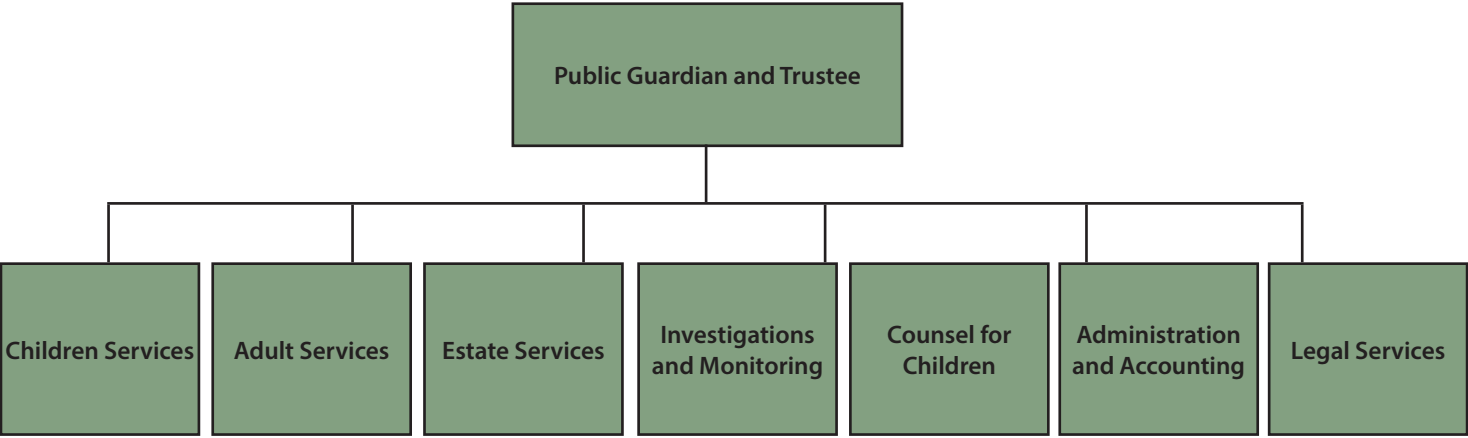 Public Guardian and Trustee
Children Services
Adult Services
Estate Services
Investigations
and Monitoring
Counsel for
Children
Administration
and Accounting
Legal Services